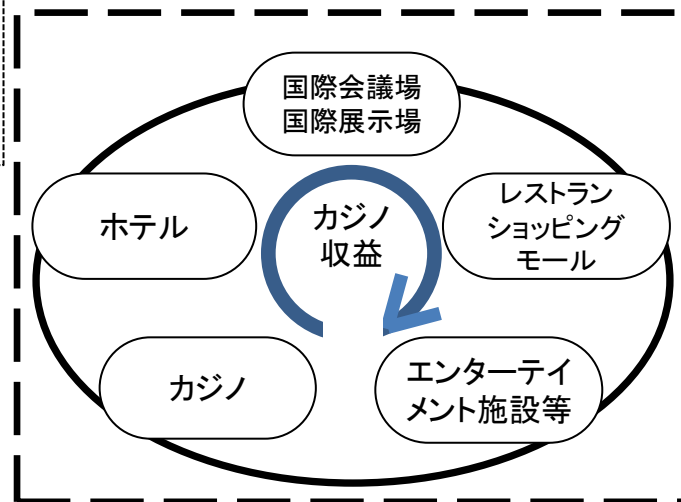 国際会議場
国際展示場
ホテル
カジノ
収益
レストラン
ショッピング
モール
カジノ
エンターテイ
メント施設等